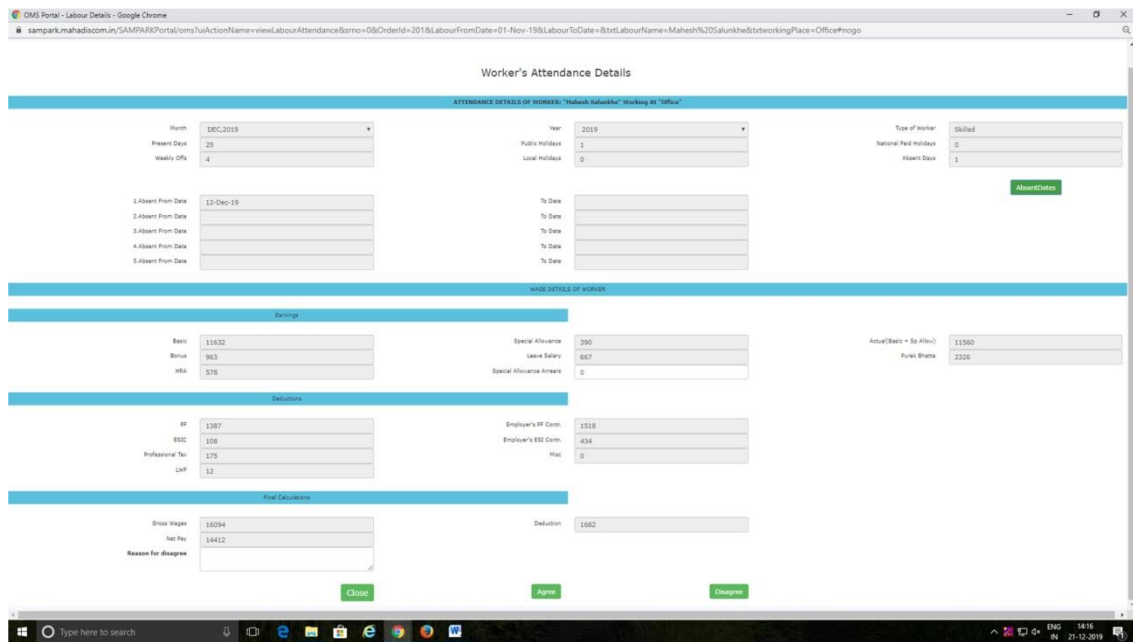 OMS Portal - Labour Details - Google Chrome
sampark.mahadiscom.in/SAMPARKPortal/oms?uiActionName=viewLabourAttendance&srno=0&OrderId=201&LabourFromDate=01-Nov-19&LabourToDate=&txtLabourName=Mahesh%20Salunkhe&txtworkingPlace=Office#nogo
Worker's Attendance Details
ATTENDANCE DETAILS OF WORKER: "Mahesh Salunkhe" Working At "Office"
Month DEC,2019 Year 2019 Type of Worker Skilled
Present Days 25 Public Holidays 1 National Paid Holidays 0
Weekly Offs 4 Local Holidays 0 Absent Days 1
AbsentDates
1.Absent From Date 12-Dec-19 To Date
2.Absent From Date To Date
3.Absent From Date To Date
4.Absent From Date To Date
5.Absent From Date To Date
WAGE DETAILS OF WORKER
Earnings
Basic 11632 Special Allowance 390 Actual(Basic + Sp Allow) 11560
Bonus 963 Leave Salary 667 Purak Bhatta 2326
HRA 578 Special Allowance Arrears 0
Deductions
PF 1387 Employer's PF Contr. 1518
ESIC 108 Employer's ESI Contr. 434
Professional Tax 175 Misc 0
LWF 12
Final Calculations
Gross Wages 16094 Deduction 1682
Net Pay 14412
Reason for disagree
Close Agree Disagree
Type here to search
ENG 14:16
IN 21-12-2019